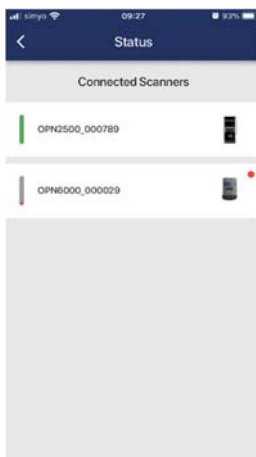 simyo 09:27 93%
Status
Connected Scanners
OPN2500_000789
OPN6000_000029